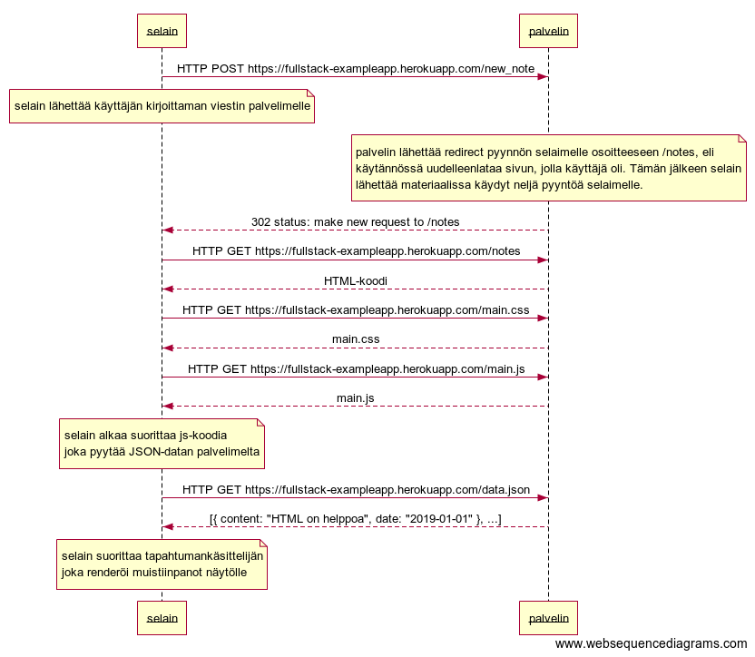 selain
palvelin
HTTP POST https://fullstack-exampleapp.herokuapp.com/new_note
selain lähettää käyttäjän kirjoittaman viestin palvelimelle
palvelin lähettää redirect pyynnön selaimelle osoitteeseen /notes, eli
käytännössä uudelleenlataa sivun, jolla käyttäjä oli. Tämän jälkeen selain
lähettää materiaalissa käydyt neljä pyyntöä selaimelle.
302 status: make new request to /notes
HTTP GET https://fullstack-exampleapp.herokuapp.com/notes
HTML-koodi
HTTP GET https://fullstack-exampleapp.herokuapp.com/main.css
main.css
HTTP GET https://fullstack-exampleapp.herokuapp.com/main.js
main.js
selain alkaa suorittaa js-koodia
joka pyytää JSON-datan palvelimelta
HTTP GET https://fullstack-exampleapp.herokuapp.com/data.json
[{ content: "HTML on helppoa", date: "2019-01-01" }, ...]
selain suorittaa tapahtumankäsittelijän
joka renderöi muistiinpanot näytölle
selain
palvelin
www.websequencediagrams.com